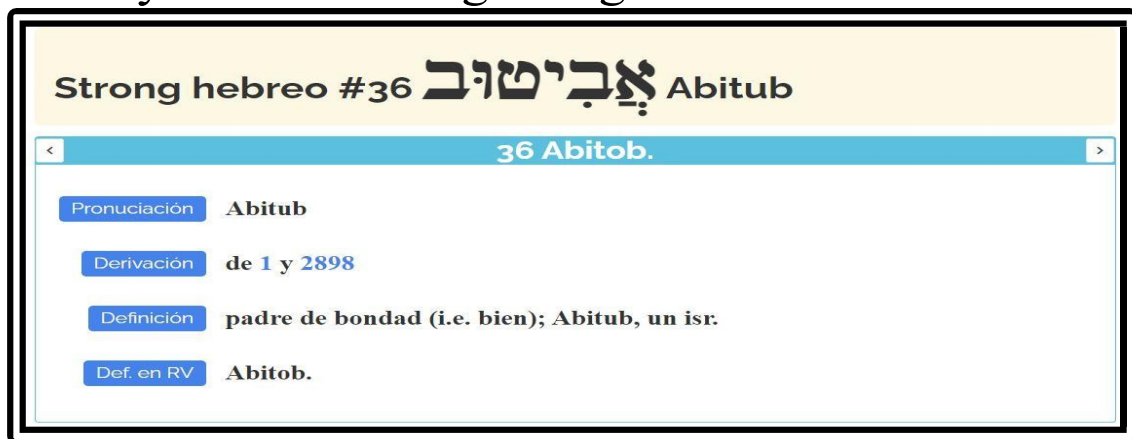 Strong hebreo #36 אֲבִיטוּב Abitub
< 36 Abitob. >
Pronuciación Abitub
Derivación de 1 y 2898
Definición padre de bondad (i.e. bien); Abitub, un isr.
Def. en RV Abitob.